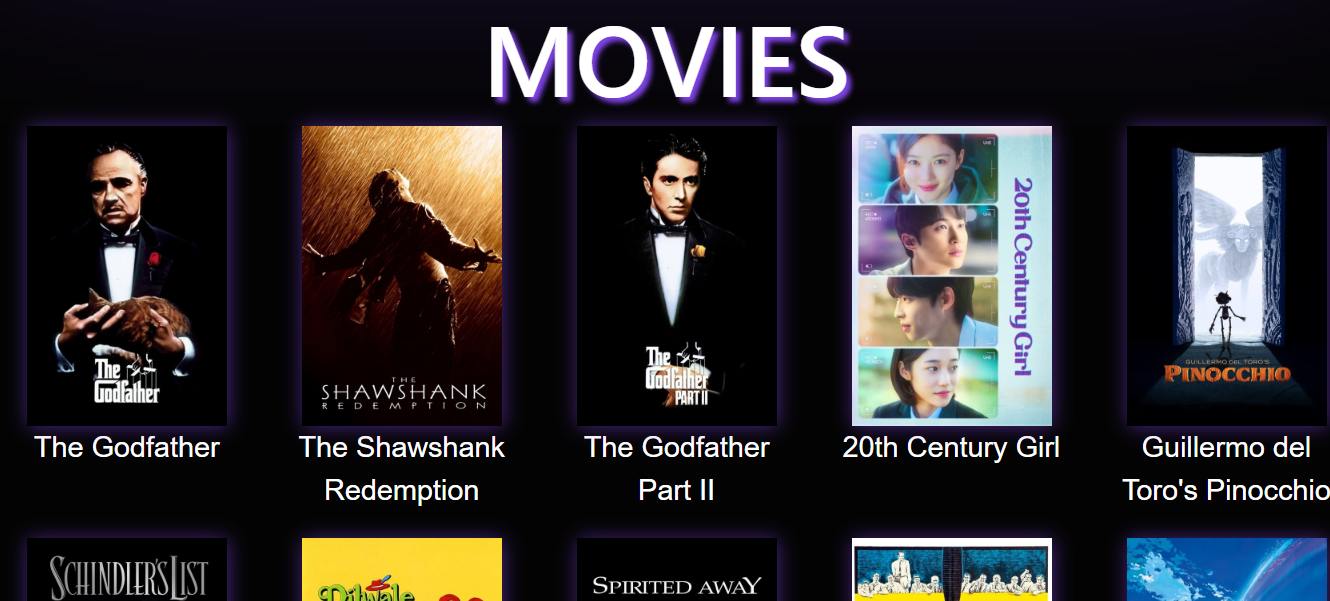 MOVIES
The
Godfather
THE
SHAWSHANK
REDEMPTION
The
Godfather
PART II
20th Century Girl
GUILLERMO DEL TORO'S
PINOCCHIO
The Godfather
The Shawshank
Redemption
The Godfather
Part II
20th Century Girl
Guillermo del
Toro's Pinocchio
SCHINDLER'S LIST
Dilwale
SPIRITED AWAY